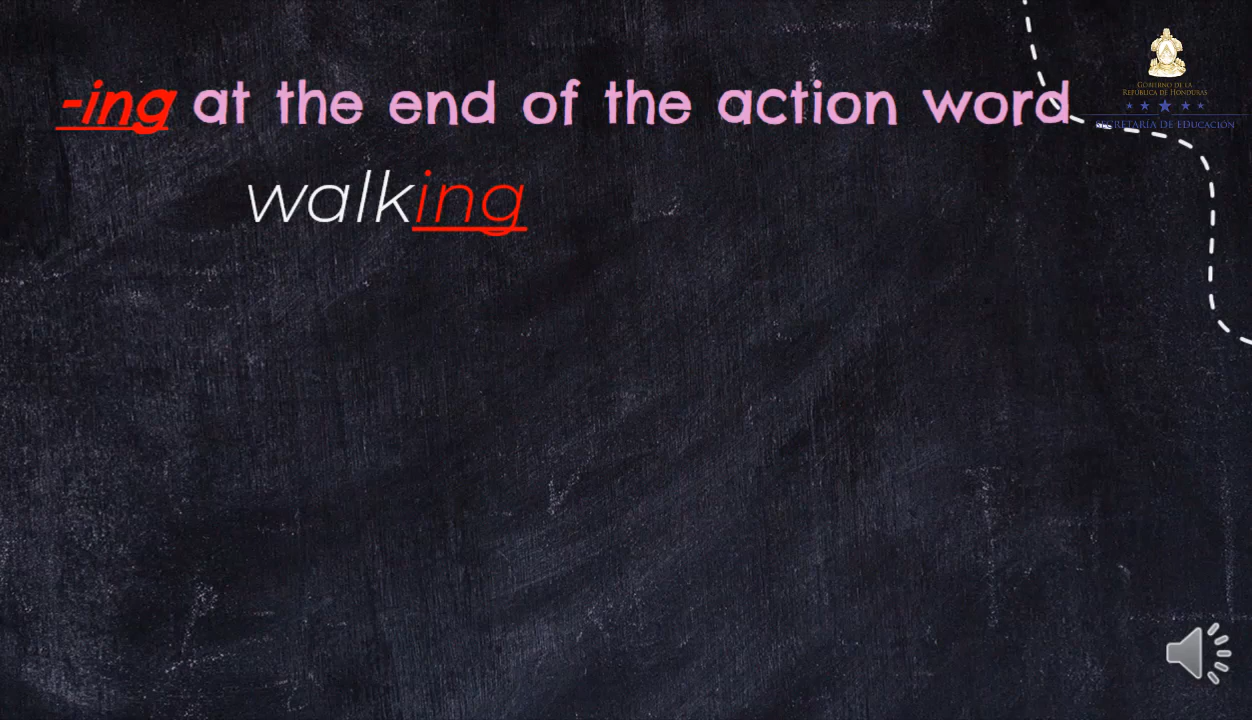 -ing at the end of the action word
walking
GOBIERNO DE LA
REPÚBLICA DE HONDURAS
SECRETARÍA DE EDUCACIÓN